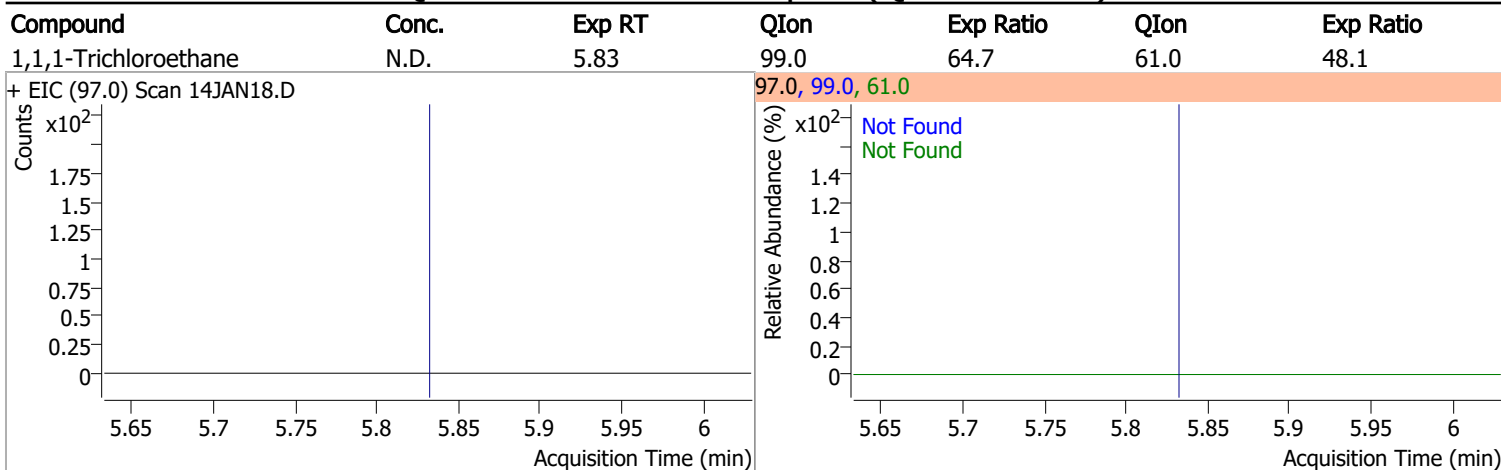 Compound Conc. Exp RT QIon Exp Ratio QIon Exp Ratio
1,1,1-Trichloroethane N.D. 5.83 99.0 64.7 61.0 48.1
+ EIC (97.0) Scan 14JAN18.D
Counts
x10²
1.75
1.5
1.25
1
0.75
0.5
0.25
0
5.65 5.7 5.75 5.8 5.85 5.9 5.95 6
Acquisition Time (min)
97.0, 99.0, 61.0
Relative Abundance (%)
x10²
Not Found
Not Found
1.4
1.2
1
0.8
0.6
0.4
0.2
0
5.65 5.7 5.75 5.8 5.85 5.9 5.95 6
Acquisition Time (min)